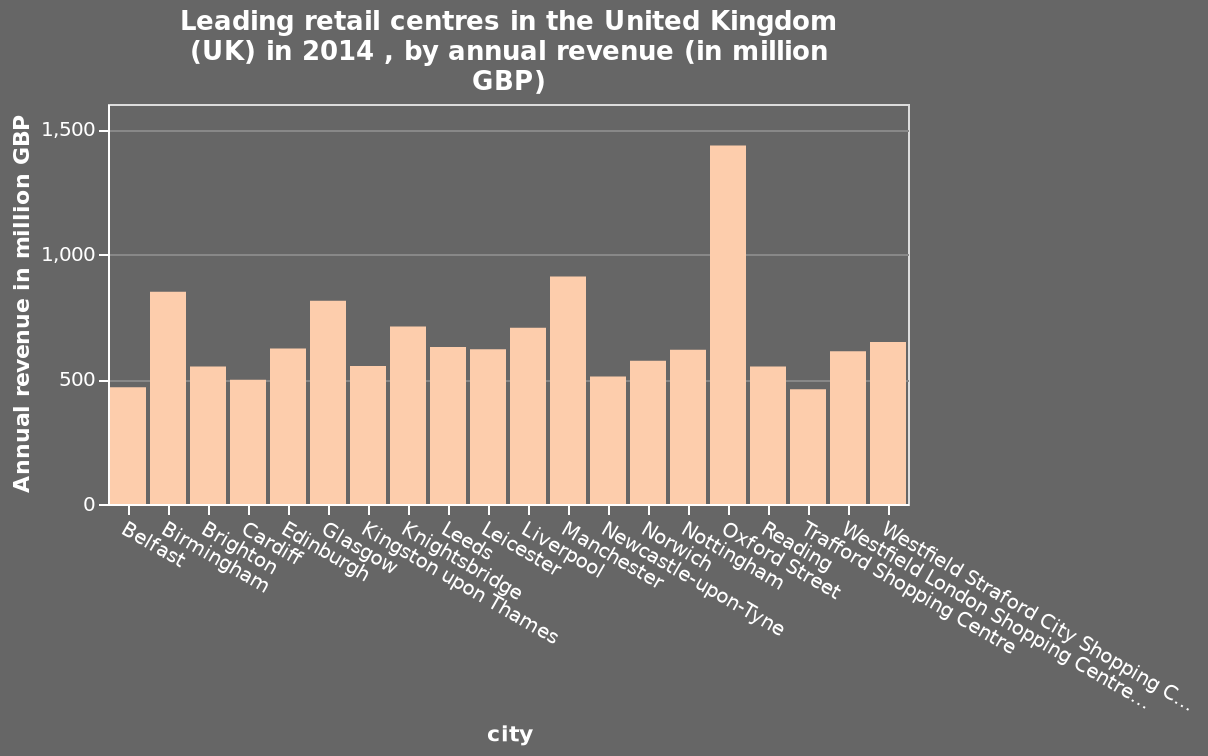 Leading retail centres in the United Kingdom
(UK) in 2014 , by annual revenue (in million
GBP)
Annual revenue in million GBP
1,500
1,000
500
0
Belfast
Birmingham
Brighton
Cardiff
Edinburgh
Glasgow
Kingston upon Thames
Knightsbridge
Leeds
Leicester
Liverpool
Manchester
Newcastle-upon-Tyne
Norwich
Nottingham
Oxford Street
Reading
Trafford Shopping Centre
Westfield London Shopping Centre…
Westfield Straford City Shopping C…
city